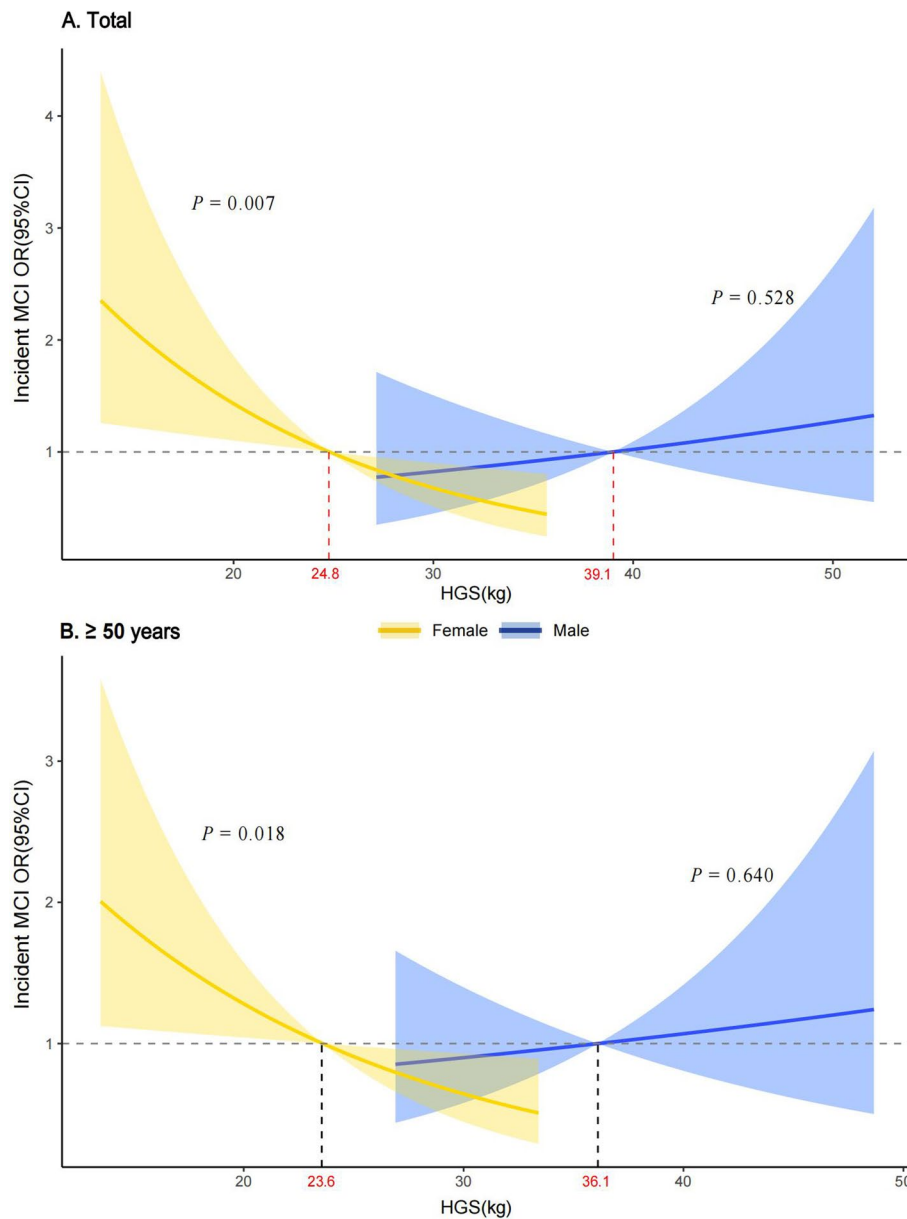 A. Total
Incident MCI OR(95%CI)
4
3
2
1
P = 0.007
P = 0.528
20
24.8
30
39.1
40
50
HGS(kg)
B. ≥ 50 years
Female
Male
Incident MCI OR(95%CI)
3
2
1
P = 0.018
P = 0.640
20
23.6
30
36.1
40
50
HGS(kg)